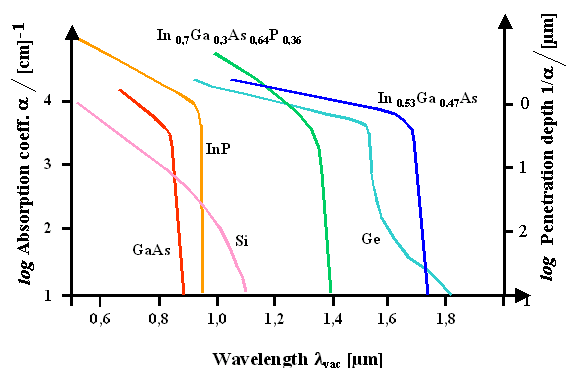 In 0,7 Ga 0,3 As 0,64 P 0,36
log Absorption coeff. α / [cm]-1
log Penetration depth 1/α / [μm]
4
3
2
1
0
1
2
1
In 0.53 Ga 0.47 As
InP
GaAs
Si
Ge
0,6 0,8 1,0 1,2 1,4 1,6 1,8
Wavelength λvac [μm]